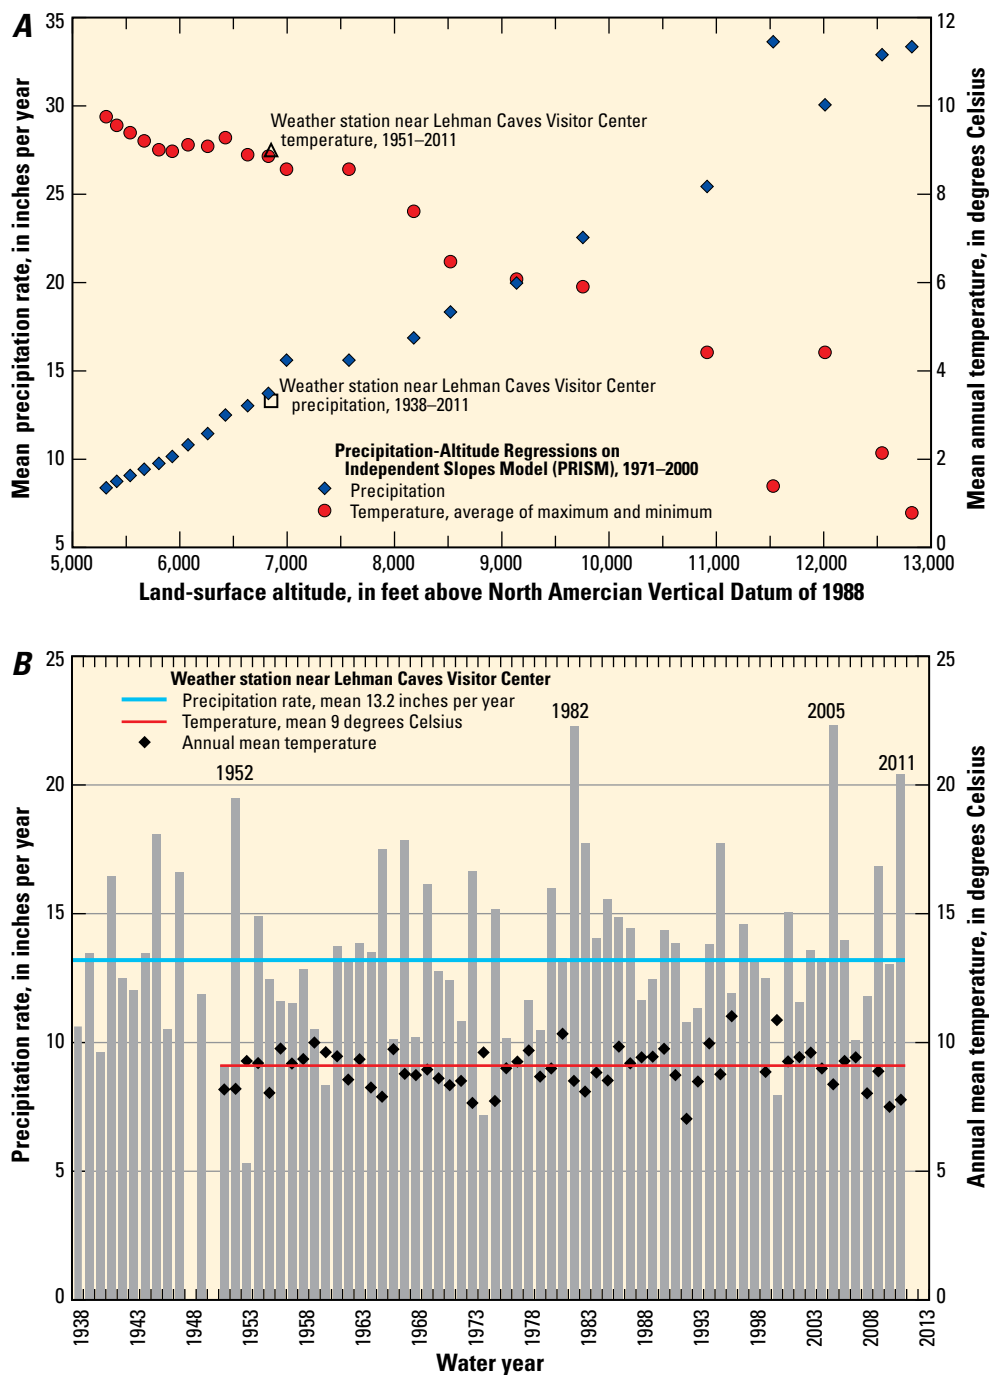 A
35
30
25
20
15
10
5
Mean precipitation rate, in inches per year
12
10
8
6
4
2
0
Mean annual temperature, in degrees Celsius
Weather station near Lehman Caves Visitor Center
temperature, 1951–2011
Weather station near Lehman Caves Visitor Center
precipitation, 1938–2011
Precipitation-Altitude Regressions on
Independent Slopes Model (PRISM), 1971–2000
Precipitation
Temperature, average of maximum and minimum
5,000 6,000 7,000 8,000 9,000 10,000 11,000 12,000 13,000
Land-surface altitude, in feet above North Amercian Vertical Datum of 1988
B
25
20
15
10
5
0
Precipitation rate, in inches per year
25
20
15
10
5
0
Annual mean temperature, in degrees Celsius
Weather station near Lehman Caves Visitor Center
Precipitation rate, mean 13.2 inches per year
Temperature, mean 9 degrees Celsius
Annual mean temperature
1952
1982
2005
2011
1938 1943 1948 1953 1958 1963 1968 1973 1978 1983 1988 1993 1998 2003 2008 2013
Water year